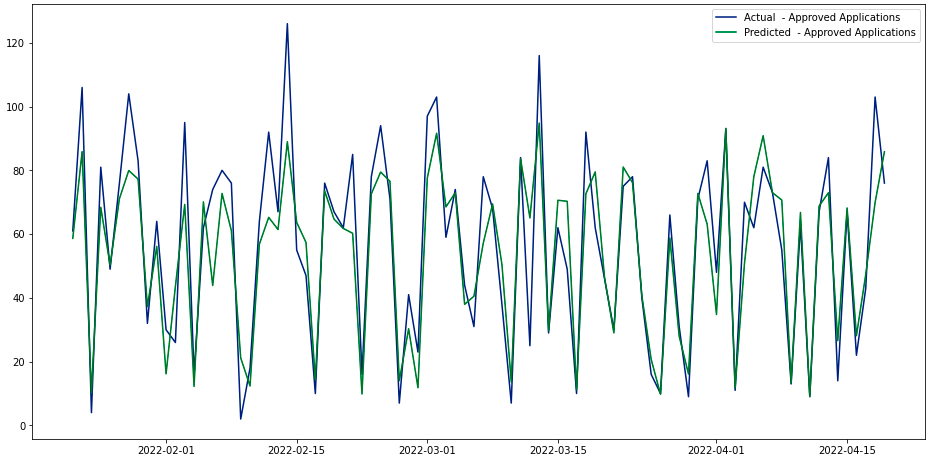 Actual  - Approved Applications
Predicted  - Approved Applications
120
100
80
60
40
20
0
2022-02-01 2022-02-15 2022-03-01 2022-03-15 2022-04-01 2022-04-15